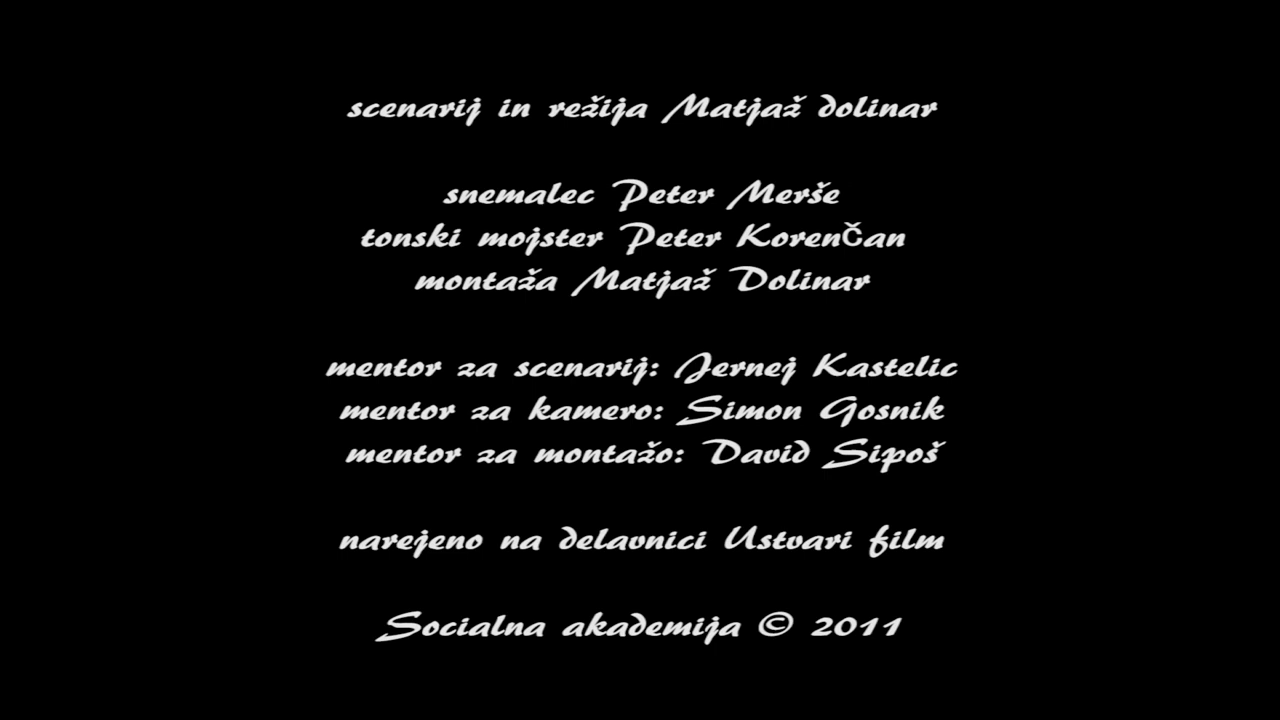 scenarij in režija Matjaž dolinar
snemalec Peter Merše
tonski mojster Peter KorenČan
montaža Matjaž Dolinar
mentor za scenarij: Jernej Kastelic
mentor za kamero: Simon Gosnik
mentor za montažo: David Sipoš
narejeno na delavnici Ustvari film
Socialna akademija © 2011